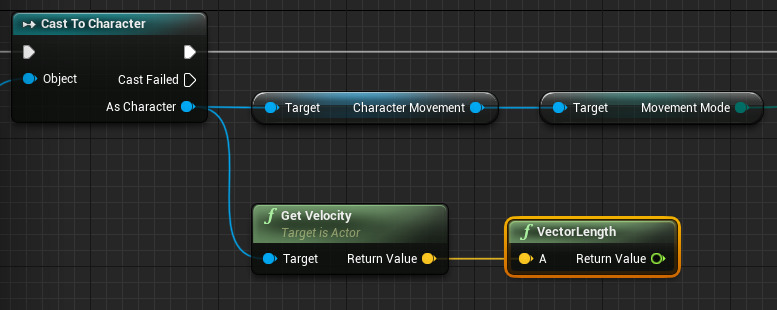 Cast To Character
Object
Cast Failed
As Character
Target Character Movement
Target Movement Mode
f Get Velocity
Target is Actor
Target Return Value
f VectorLength
A Return Value